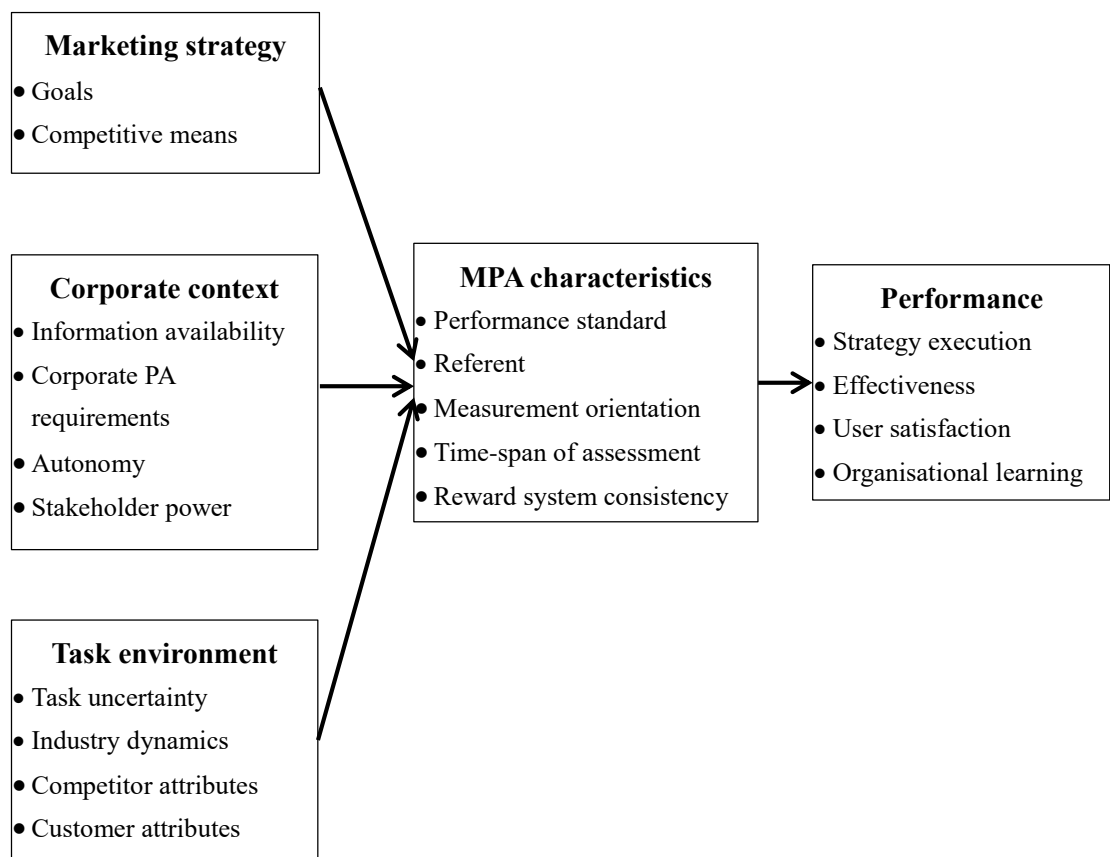 Marketing strategy
• Goals
• Competitive means
Corporate context
• Information availability
• Corporate PA
requirements
• Autonomy
• Stakeholder power
Task environment
• Task uncertainty
• Industry dynamics
• Competitor attributes
• Customer attributes
MPA characteristics
• Performance standard
• Referent
• Measurement orientation
• Time-span of assessment
• Reward system consistency
Performance
• Strategy execution
• Effectiveness
• User satisfaction
• Organisational learning